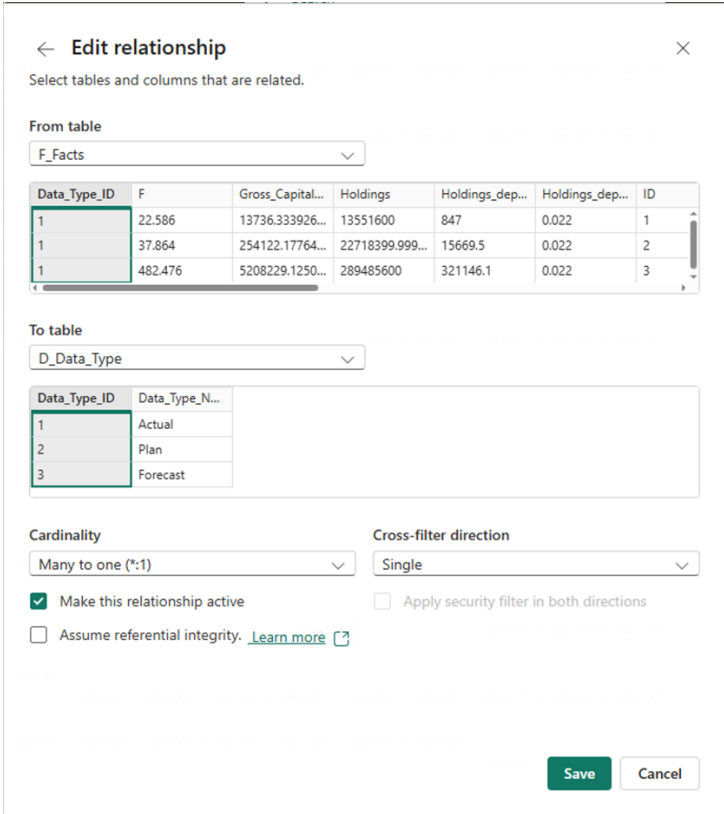 Edit relationship
Select tables and columns that are related.
From table
F_Facts
Data_Type_ID F Gross_Capital... Holdings Holdings_dep... Holdings_dep... ID
1 22.586 13736.333926... 13551600 847 0.022 1
1 37.864 254122.17764... 22718399.999... 15669.5 0.022 2
1 482.476 5208229.1250... 289485600 321146.1 0.022 3
To table
D_Data_Type
Data_Type_ID Data_Type_N...
1 Actual
2 Plan
3 Forecast
Cardinality Cross-filter direction
Many to one (*:1) Single
Make this relationship active Apply security filter in both directions
Assume referential integrity. Learn more
Save Cancel